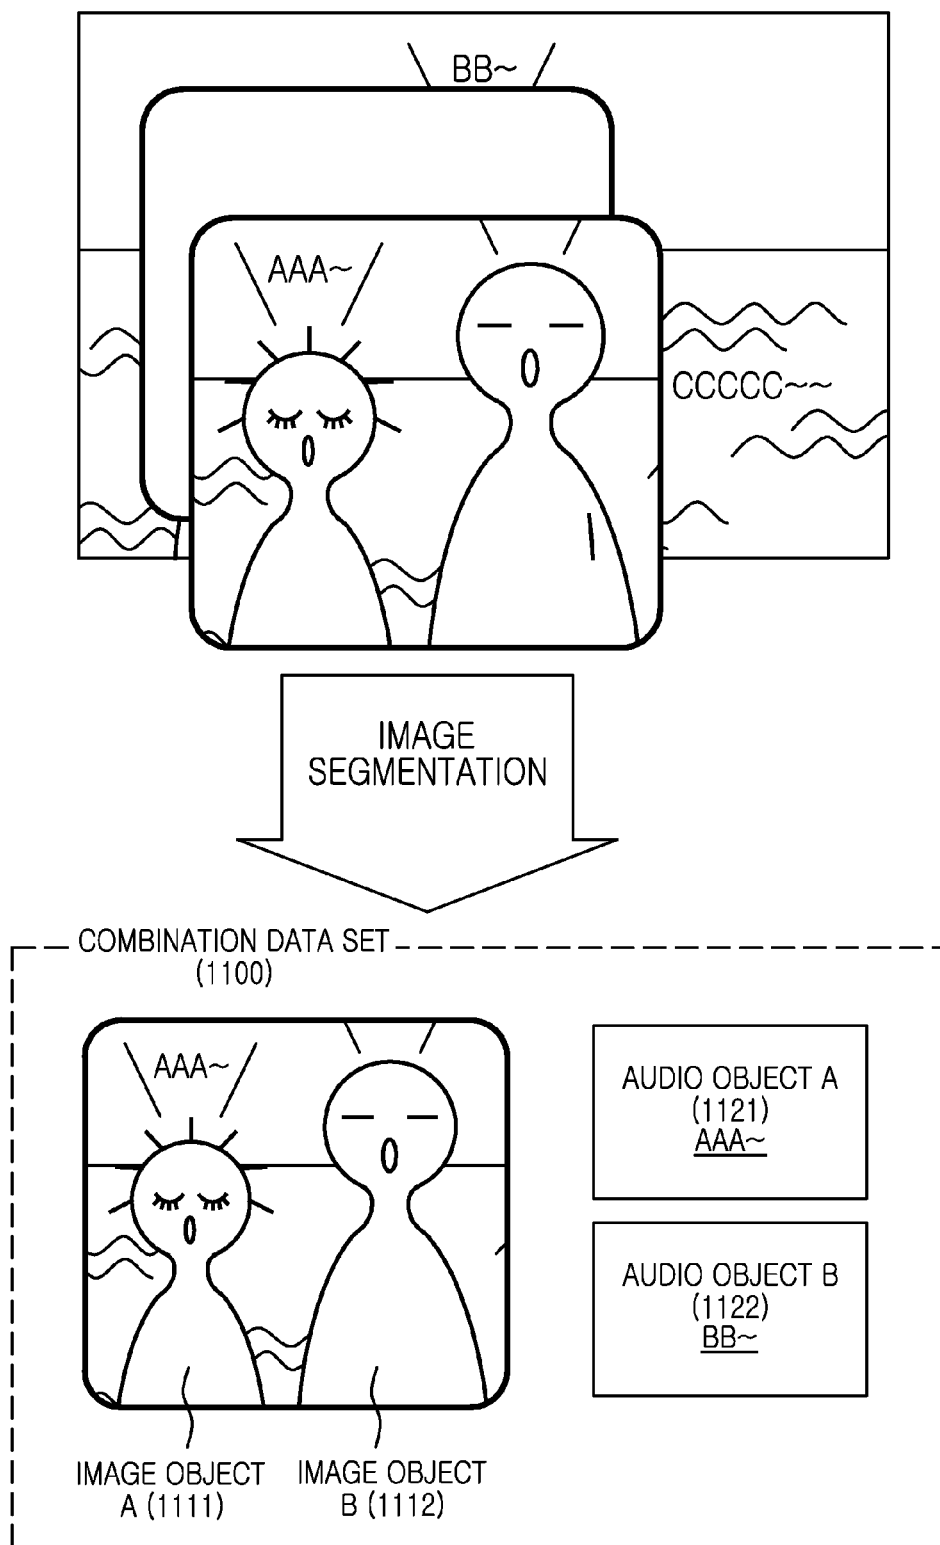 BB~
AAA~
CCCCC~~
IMAGE
SEGMENTATION
COMBINATION DATA SET
(1100)
AAA~
AUDIO OBJECT A
(1121)
AAA~
AUDIO OBJECT B
(1122)
BB~
IMAGE OBJECT
A (1111)
IMAGE OBJECT
B (1112)